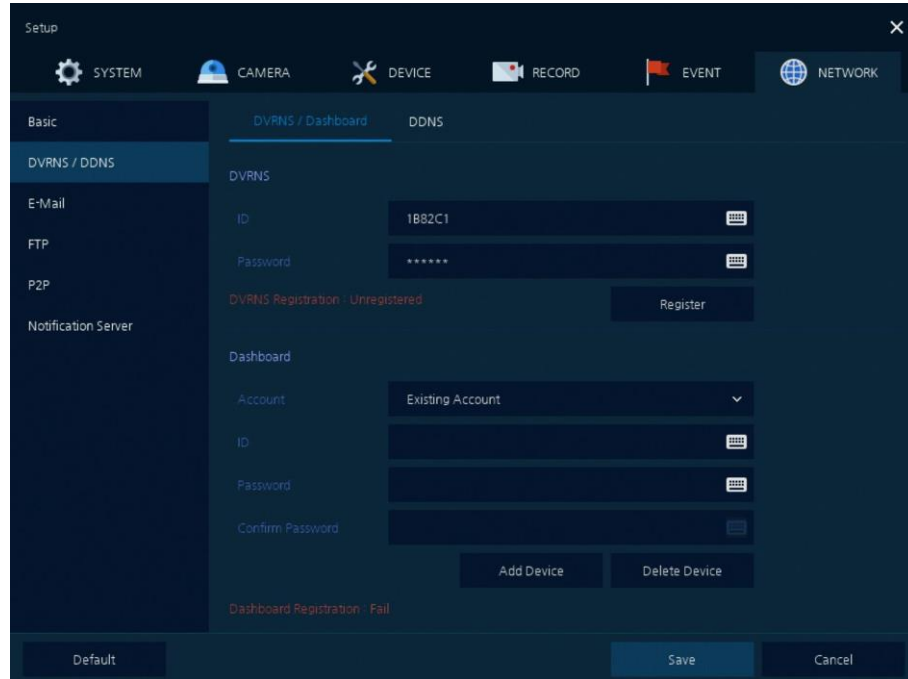 Setup
SYSTEM CAMERA DEVICE RECORD EVENT NETWORK
Basic
DVRNS / DDNS
E-Mail
FTP
P2P
Notification Server
DVRNS / Dashboard DDNS
DVRNS
ID 1B82C1
Password ******
DVRNS Registration : Unregistered Register
Dashboard
Account Existing Account
ID
Password
Confirm Password
Add Device Delete Device
Dashboard Registration : Fail
Default Save Cancel